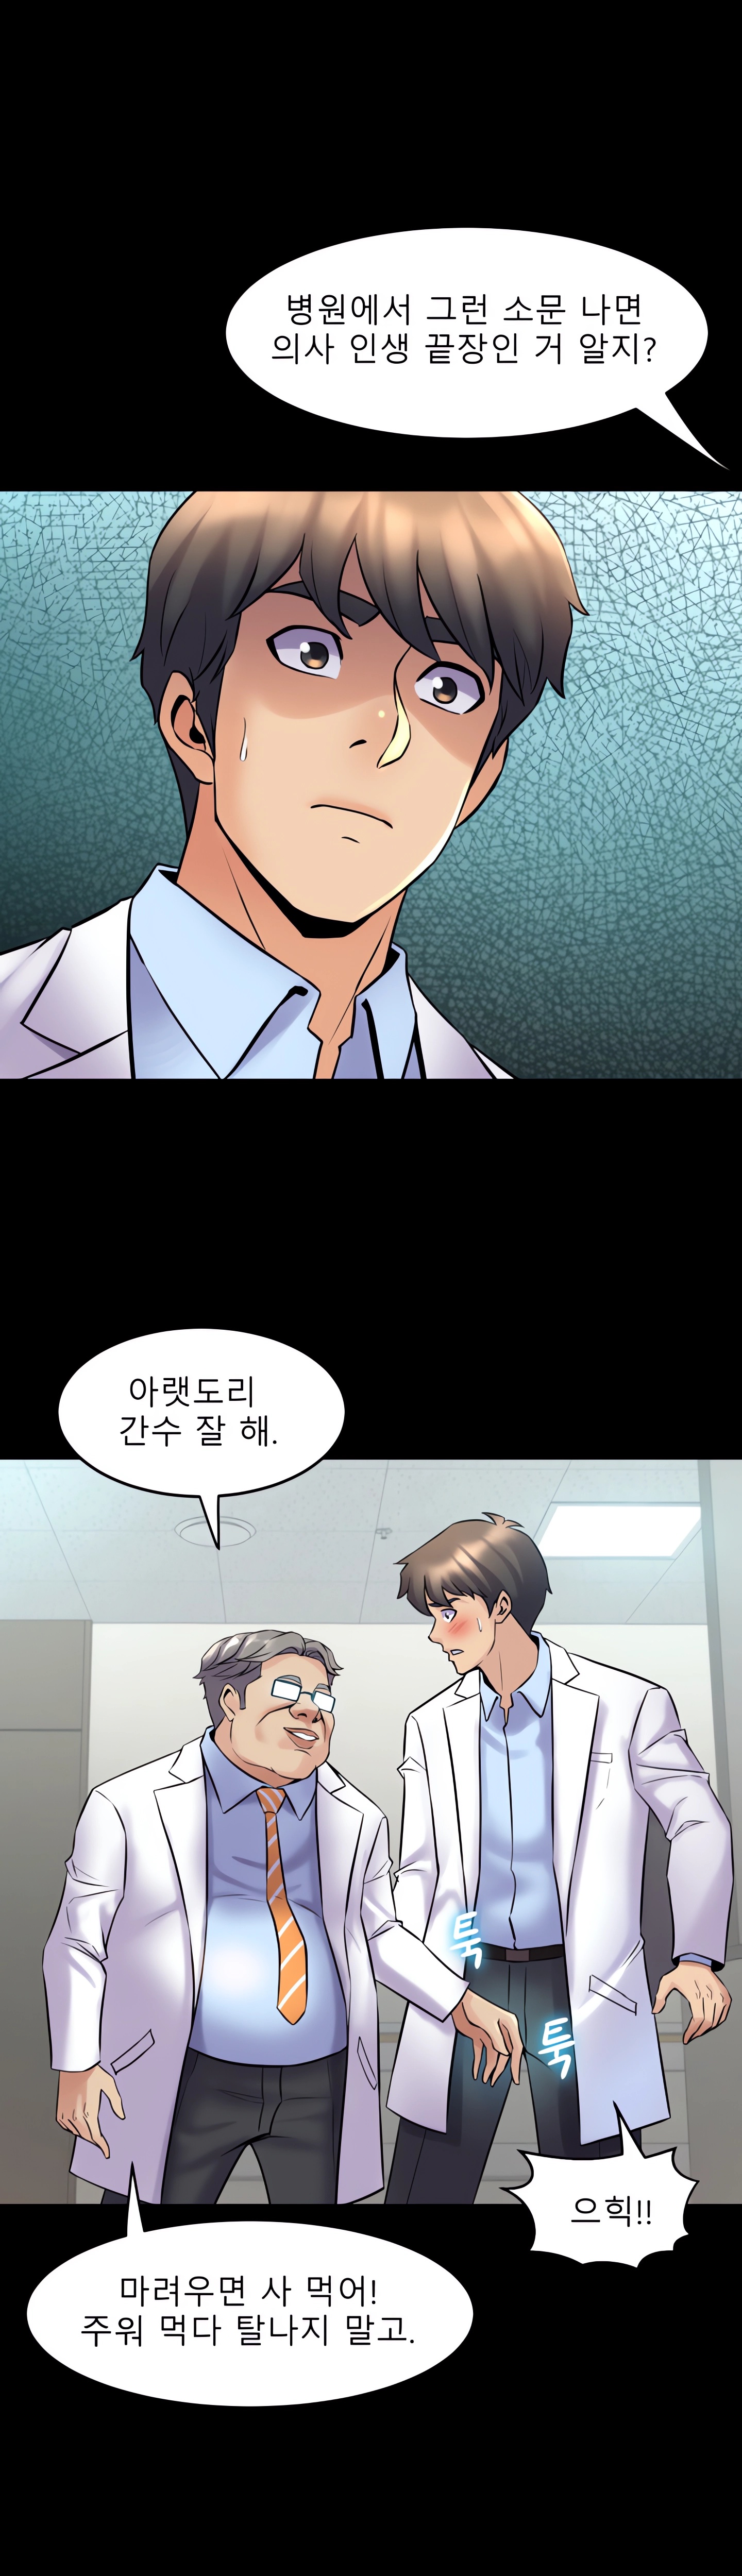 병원에서 그런 소문 나면
의사 인생 끝장인 거 알지?
아랫도리
간수 잘 해.
툭
툭
으힉!!
마려우면 사 먹어!
주워 먹다 탈나지 말고.